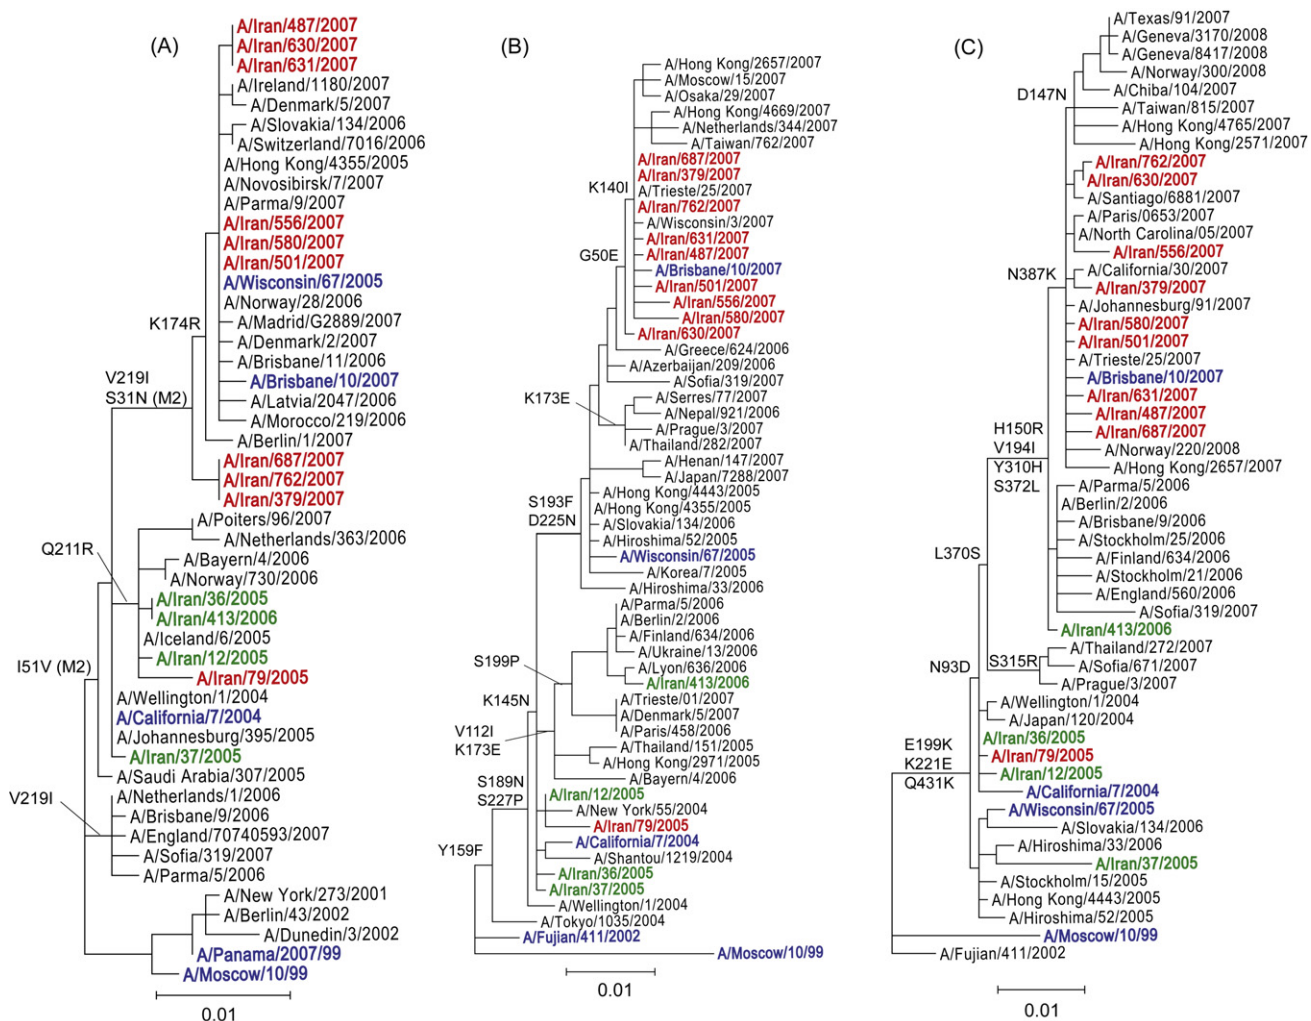 (A)
A/Iran/487/2007
A/Iran/630/2007
A/Iran/631/2007
A/Ireland/1180/2007
A/Denmark/5/2007
A/Slovakia/134/2006
A/Switzerland/7016/2006
A/Hong Kong/4355/2005
A/Novosibirsk/7/2007
A/Parma/9/2007
A/Iran/556/2007
A/Iran/580/2007
A/Iran/501/2007
A/Wisconsin/67/2005
A/Norway/28/2006
K174R
A/Madrid/G2889/2007
A/Denmark/2/2007
A/Brisbane/11/2006
V219I
S31N (M2)
A/Brisbane/10/2007
A/Latvia/2047/2006
A/Morocco/219/2006
A/Berlin/1/2007
A/Iran/687/2007
A/Iran/762/2007
A/Iran/379/2007
A/Poiters/96/2007
A/Netherlands/363/2006
Q211R
A/Bayern/4/2006
A/Norway/730/2006
A/Iran/36/2005
A/Iran/413/2006
A/Iceland/6/2005
A/Iran/12/2005
I51V (M2)
A/Iran/79/2005
A/Wellington/1/2004
A/California/7/2004
A/Johannesburg/395/2005
A/Iran/37/2005
A/Saudi Arabia/307/2005
V219I
A/Netherlands/1/2006
A/Brisbane/9/2006
A/England/70740593/2007
A/Sofia/319/2007
A/Parma/5/2006
A/New York/273/2001
A/Berlin/43/2002
A/Dunedin/3/2002
A/Panama/2007/99
A/Moscow/10/99
0.01
(B)
A/Hong Kong/2657/2007
A/Moscow/15/2007
A/Osaka/29/2007
A/Hong Kong/4669/2007
A/Netherlands/344/2007
A/Taiwan/762/2007
A/Iran/687/2007
A/Iran/379/2007
K140I
A/Trieste/25/2007
A/Iran/762/2007
A/Wisconsin/3/2007
A/Iran/631/2007
G50E
A/Iran/487/2007
A/Brisbane/10/2007
A/Iran/501/2007
A/Iran/556/2007
A/Iran/580/2007
A/Iran/630/2007
A/Greece/624/2006
A/Azerbaijan/209/2006
A/Sofia/319/2007
K173E
A/Serres/77/2007
A/Nepal/921/2006
A/Prague/3/2007
A/Thailand/282/2007
A/Henan/147/2007
A/Japan/7288/2007
A/Hong Kong/4443/2005
S193F
D225N
A/Hong Kong/4355/2005
A/Slovakia/134/2006
A/Hiroshima/52/2005
A/Wisconsin/67/2005
A/Korea/7/2005
A/Hiroshima/33/2006
A/Parma/5/2006
A/Berlin/2/2006
A/Finland/634/2006
A/Ukraine/13/2006
S199P
A/Lyon/636/2006
A/Iran/413/2006
K145N
A/Trieste/01/2007
A/Denmark/5/2007
V112I
K173E
A/Paris/458/2006
A/Thailand/151/2005
A/Hong Kong/2971/2005
A/Bayern/4/2006
S189N
S227P
A/Iran/12/2005
A/New York/55/2004
A/Iran/79/2005
Y159F
A/California/7/2004
A/Shantou/1219/2004
A/Iran/36/2005
A/Iran/37/2005
A/Wellington/1/2004
A/Tokyo/1035/2004
A/Fujian/411/2002
A/Moscow/10/99
0.01
(C)
A/Texas/91/2007
A/Geneva/3170/2008
A/Geneva/8417/2008
A/Norway/300/2008
D147N
A/Chiba/104/2007
A/Taiwan/815/2007
A/Hong Kong/4765/2007
A/Hong Kong/2571/2007
A/Iran/762/2007
A/Iran/630/2007
A/Santiago/6881/2007
A/Paris/0653/2007
A/North Carolina/05/2007
A/Iran/556/2007
N387K
A/California/30/2007
A/Iran/379/2007
A/Johannesburg/91/2007
A/Iran/580/2007
A/Iran/501/2007
A/Trieste/25/2007
A/Brisbane/10/2007
A/Iran/631/2007
A/Iran/487/2007
H150R
V194I
Y310H
S372L
A/Iran/687/2007
A/Norway/220/2008
A/Hong Kong/2657/2007
A/Parma/5/2006
A/Berlin/2/2006
A/Brisbane/9/2006
A/Stockholm/25/2006
L370S
A/Finland/634/2006
A/Stockholm/21/2006
A/England/560/2006
A/Sofia/319/2007
A/Iran/413/2006
N93D
S315R
A/Thailand/272/2007
A/Sofia/671/2007
A/Prague/3/2007
A/Wellington/1/2004
A/Japan/120/2004
E199K
K221E
Q431K
A/Iran/36/2005
A/Iran/79/2005
A/Iran/12/2005
A/California/7/2004
A/Wisconsin/67/2005
A/Slovakia/134/2006
A/Hiroshima/33/2006
A/Iran/37/2005
A/Stockholm/15/2005
A/Hong Kong/4443/2005
A/Hiroshima/52/2005
A/Moscow/10/99
A/Fujian/411/2002
0.01